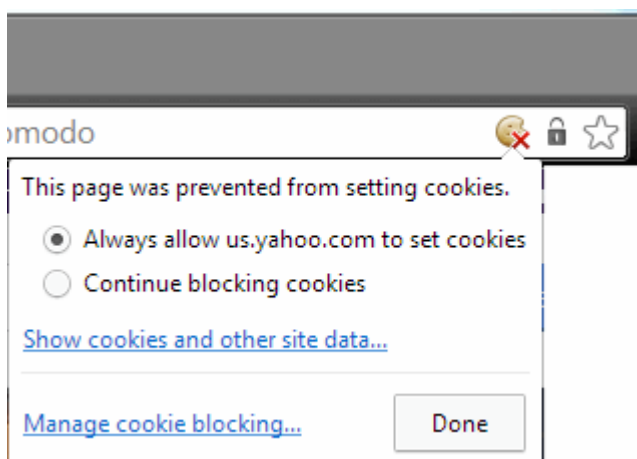 omodo
This page was prevented from setting cookies.
Always allow us.yahoo.com to set cookies
Continue blocking cookies
Show cookies and other site data...
Manage cookie blocking...
Done